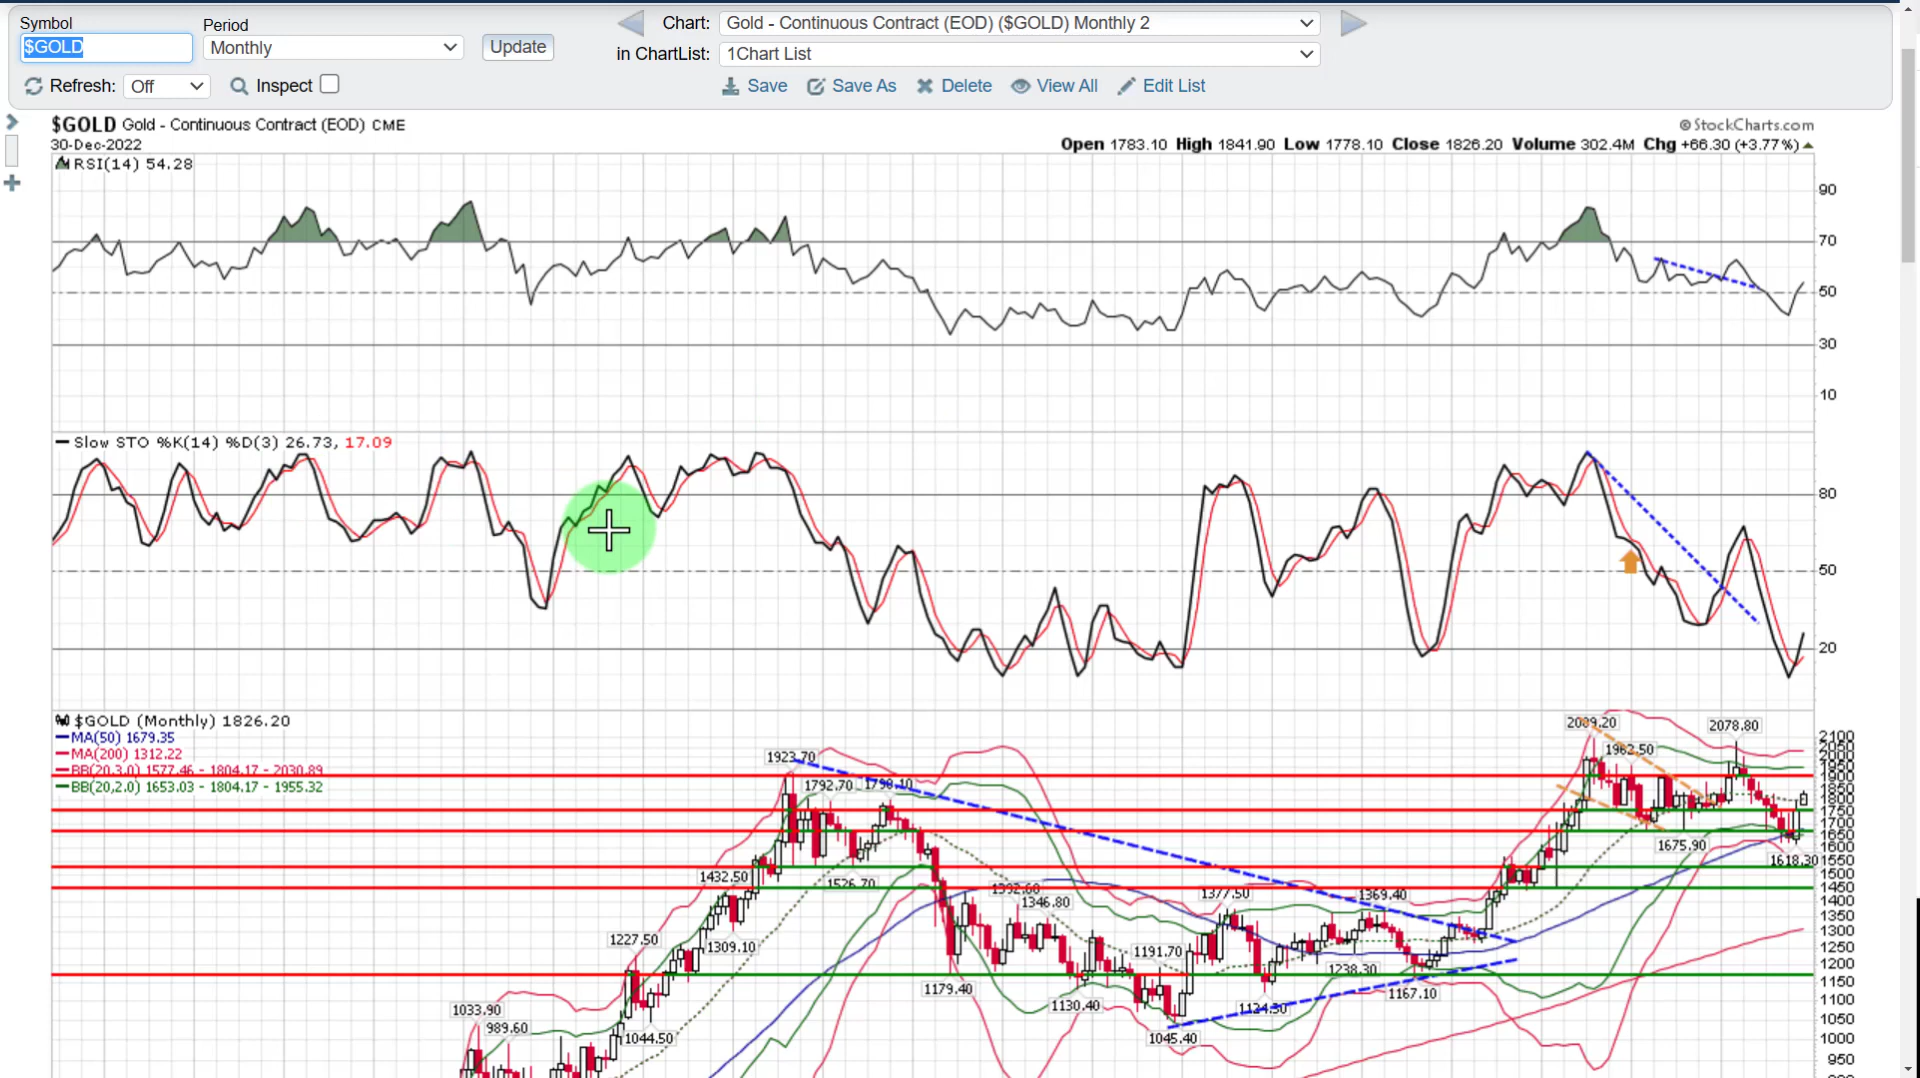 Symbol
$GOLD
Period
Monthly
Update
Chart: Gold - Continuous Contract (EOD) ($GOLD) Monthly 2
in ChartList: 1Chart List
Refresh: Off
Inspect
Save Save As Delete View All Edit List
$GOLD Gold - Continuous Contract (EOD) CME
© StockCharts.com
30-Dec-2022
Open 1783.10 High 1841.90 Low 1778.10 Close 1826.20 Volume 302.4M Chg +66.30 (+3.77%)
RSI(14) 54.28
90
70
50
30
10
Slow STO %K(14) %D(3) 26.73, 17.09
80
50
20
$GOLD (Monthly) 1826.20
MA(50) 1679.35
MA(200) 1312.22
BB(20,3.0) 1577.46 - 1804.17 - 2030.89
BB(20,2.0) 1653.03 - 1804.17 - 1955.32
2089.20
2078.80
1962.50
1923.70
1792.70
1798.10
1675.90
1618.30
1432.50
1526.70
1392.60
1346.80
1377.50
1369.40
1227.50
1309.10
1191.70
1238.30
1179.40
1130.40
1124.30
1167.10
1033.90
989.60
1044.50
1045.40
2100
2050
2000
1950
1900
1850
1800
1750
1700
1650
1600
1550
1500
1450
1400
1350
1300
1250
1200
1150
1100
1050
1000
950